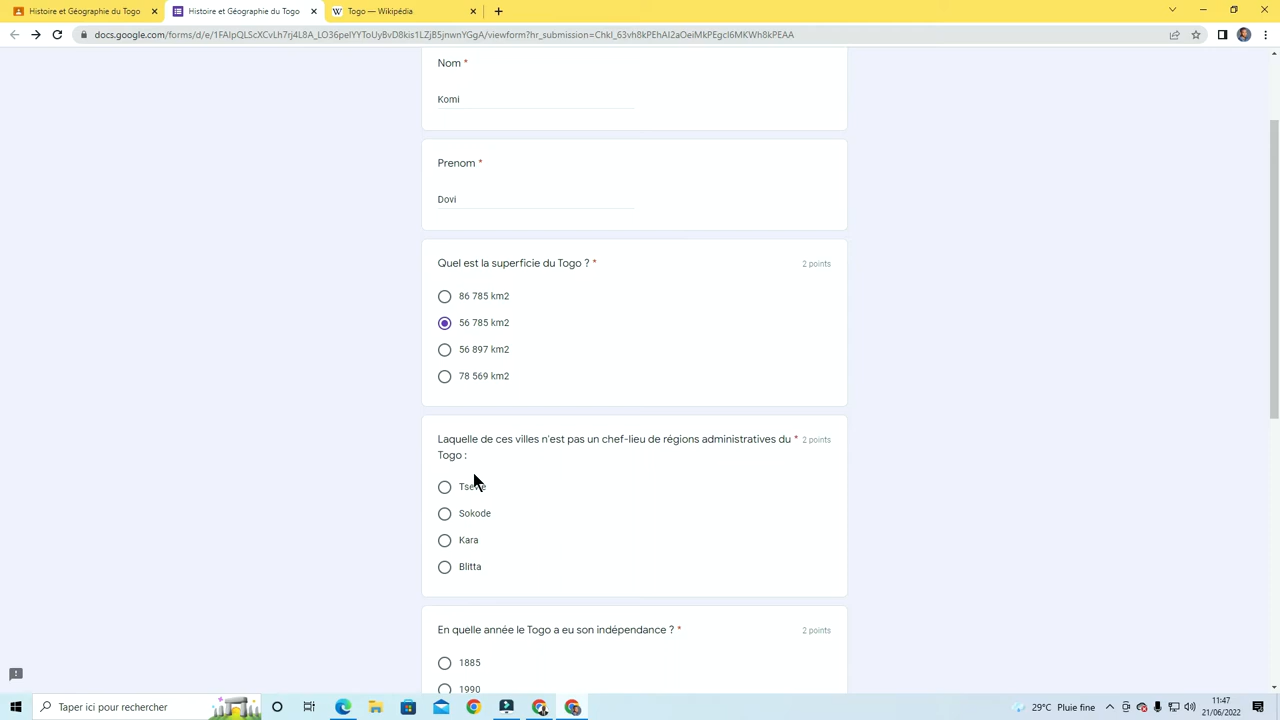 Histoire et Géographie du Togo
Histoire et Géographie du Togo
Togo — Wikipédia
docs.google.com/forms/d/e/1FAIpQLScXCvLh7rj4L8A_LO36pelYYToUyBvD8kis1LZj85jnwnYGgA/viewform?hr_submission=ChkI_63vh8kPEhAI2aOeiMkPEgcI6MKWh8kPEAA
Nom *
Komi
Prenom *
Dovi
Quel est la superficie du Togo ? *
2 points
86 785 km2
56 785 km2
56 897 km2
78 569 km2
Laquelle de ces villes n'est pas un chef-lieu de régions administratives du * 2 points
Togo :
Sokode
Kara
Blitta
En quelle année le Togo a eu son indépendance ? *
2 points
1885
1990
Taper ici pour rechercher
29°C Pluie fine
11:47
21/06/2022